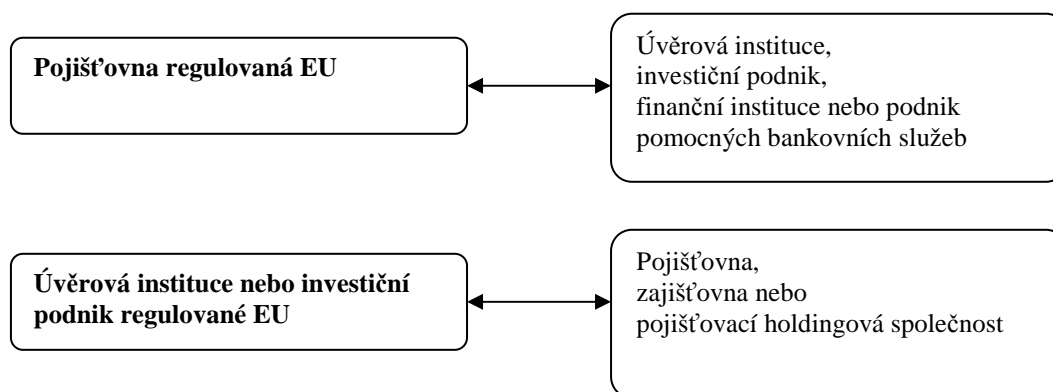 Pojišťovna regulovaná EU
Úvěrová instituce,
investiční podnik,
finanční instituce nebo podnik
pomocných bankovních služeb
Úvěrová instituce nebo investiční
podnik regulované EU
Pojišťovna,
zajišťovna nebo
pojišťovací holdingová společnost